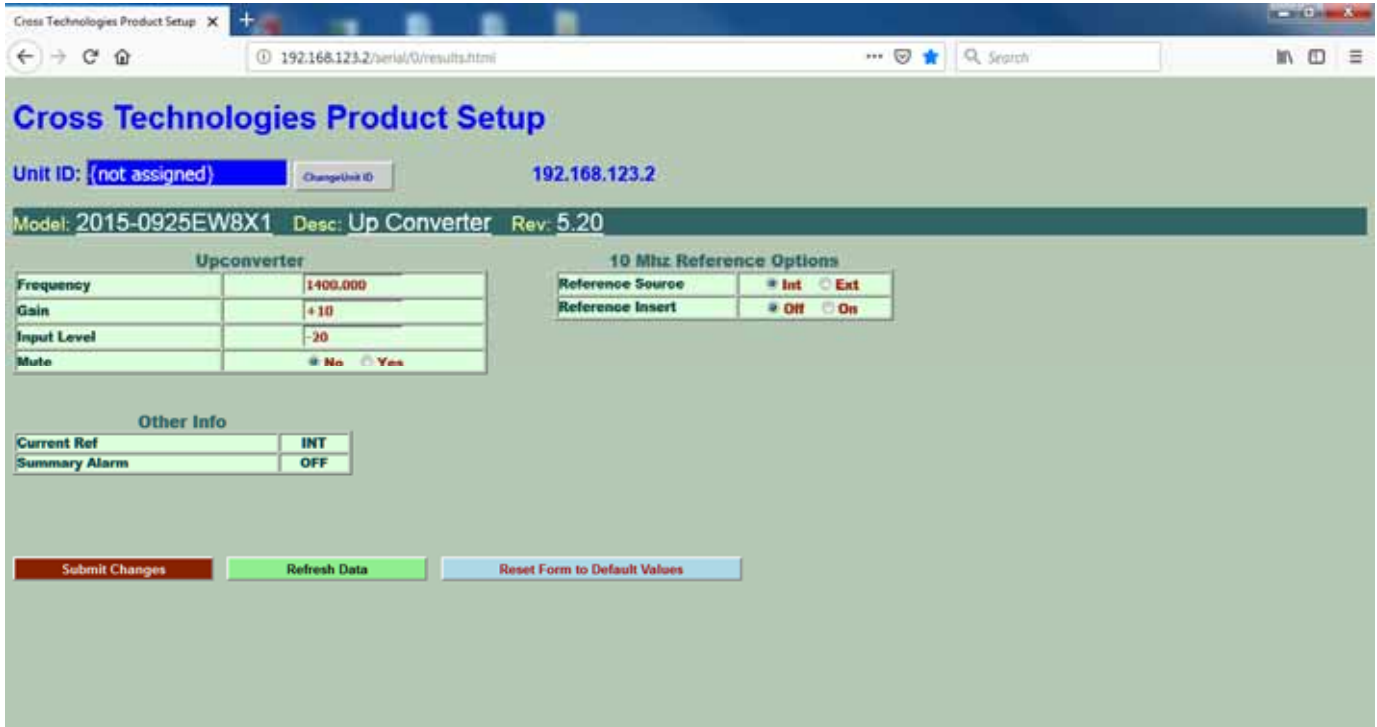 Cross Technologies Product Setup
192.168.123.2/serial/0/results.html
Search
Cross Technologies Product Setup
Unit ID: {not assigned} ChangeUnit ID 192.168.123.2
Model: 2015-0925EW8X1 Desc: Up Converter Rev: 5.20
Upconverter
Frequency 1400.000
Gain +10
Input Level -20
Mute No Yes
10 Mhz Reference Options
Reference Source Int Ext
Reference Insert Off On
Other Info
Current Ref INT
Summary Alarm OFF
Submit Changes Refresh Data Reset Form to Default Values